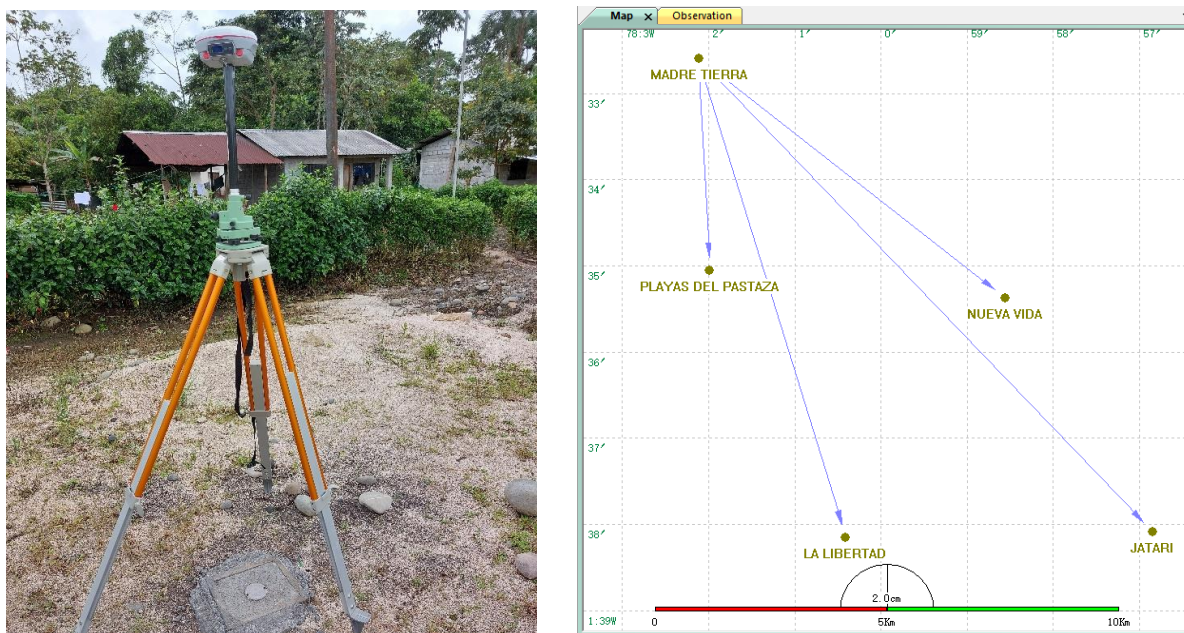 Map x
Observation
78:3W 2′ 1′ 0′ 59′ 58′ 57′
MADRE TIERRA
33′
34′
35′
PLAYAS DEL PASTAZA
NUEVA VIDA
36′
37′
38′
LA LIBERTAD
JATARI
2.0cm
1:39W
0 5Km 10Km